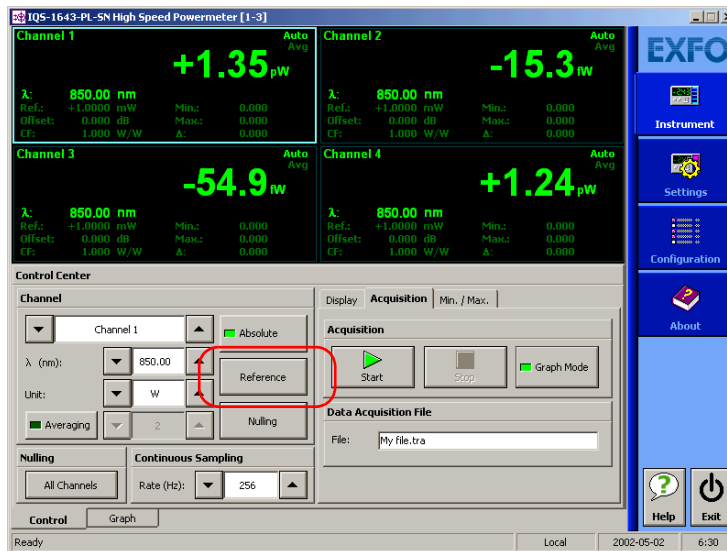 IQS-1643-PL-SN High Speed Powermeter [1-3]
Channel 1
Auto
Avg
+1.35 pW
λ: 850.00 nm
Ref.: +1.0000 mW Min.: 0.000
Offset: 0.000 dB Max.: 0.000
CF: 1.000 W/W Δ: 0.000
Channel 2
Auto
Avg
-15.3 fW
λ: 850.00 nm
Ref.: +1.0000 mW Min.: 0.000
Offset: 0.000 dB Max.: 0.000
CF: 1.000 W/W Δ: 0.000
Channel 3
Auto
Avg
-54.9 fW
λ: 850.00 nm
Ref.: +1.0000 mW Min.: 0.000
Offset: 0.000 dB Max.: 0.000
CF: 1.000 W/W Δ: 0.000
Channel 4
Auto
Avg
+1.24 pW
λ: 850.00 nm
Ref.: +1.0000 mW Min.: 0.000
Offset: 0.000 dB Max.: 0.000
CF: 1.000 W/W Δ: 0.000
EXFO
Instrument
Settings
Configuration
About
Help
Exit
Control Center
Channel
Channel 1
Absolute
λ (nm): 850.00
Reference
Unit: W
Averaging 2
Nulling
Nulling
All Channels
Continuous Sampling
Rate (Hz): 256
Display Acquisition Min. / Max.
Acquisition
Start
Stop
Graph Mode
Data Acquisition File
File: My file.tra
Control Graph
Ready Local 2002-05-02 6:30